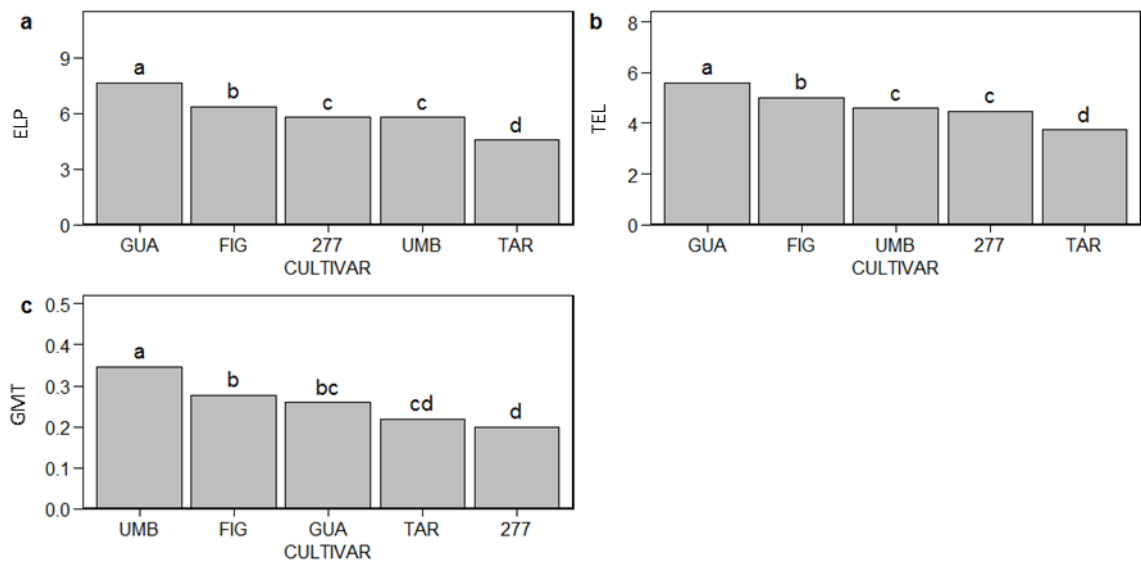 a
ELP
9
6
3
0
a b c c d
GUA FIG 277 UMB TAR
CULTIVAR
b
TEL
8
6
4
2
0
a b c c d
GUA FIG UMB 277 TAR
CULTIVAR
c
GMT
0.5
0.4
0.3
0.2
0.1
0.0
a b bc cd d
UMB FIG GUA TAR 277
CULTIVAR